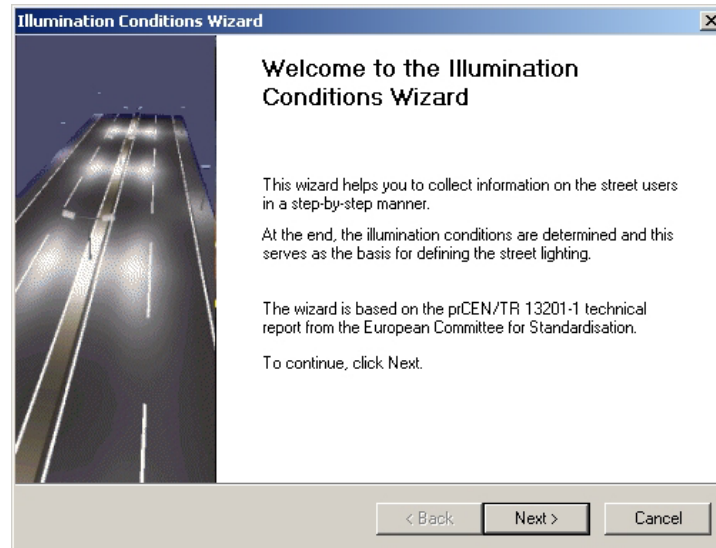 Illumination Conditions Wizard
Welcome to the Illumination
Conditions Wizard
This wizard helps you to collect information on the street users
in a step-by-step manner.
At the end, the illumination conditions are determined and this
serves as the basis for defining the street lighting.
The wizard is based on the prCEN/TR 13201-1 technical
report from the European Committee for Standardisation.
To continue, click Next.
< Back
Next >
Cancel